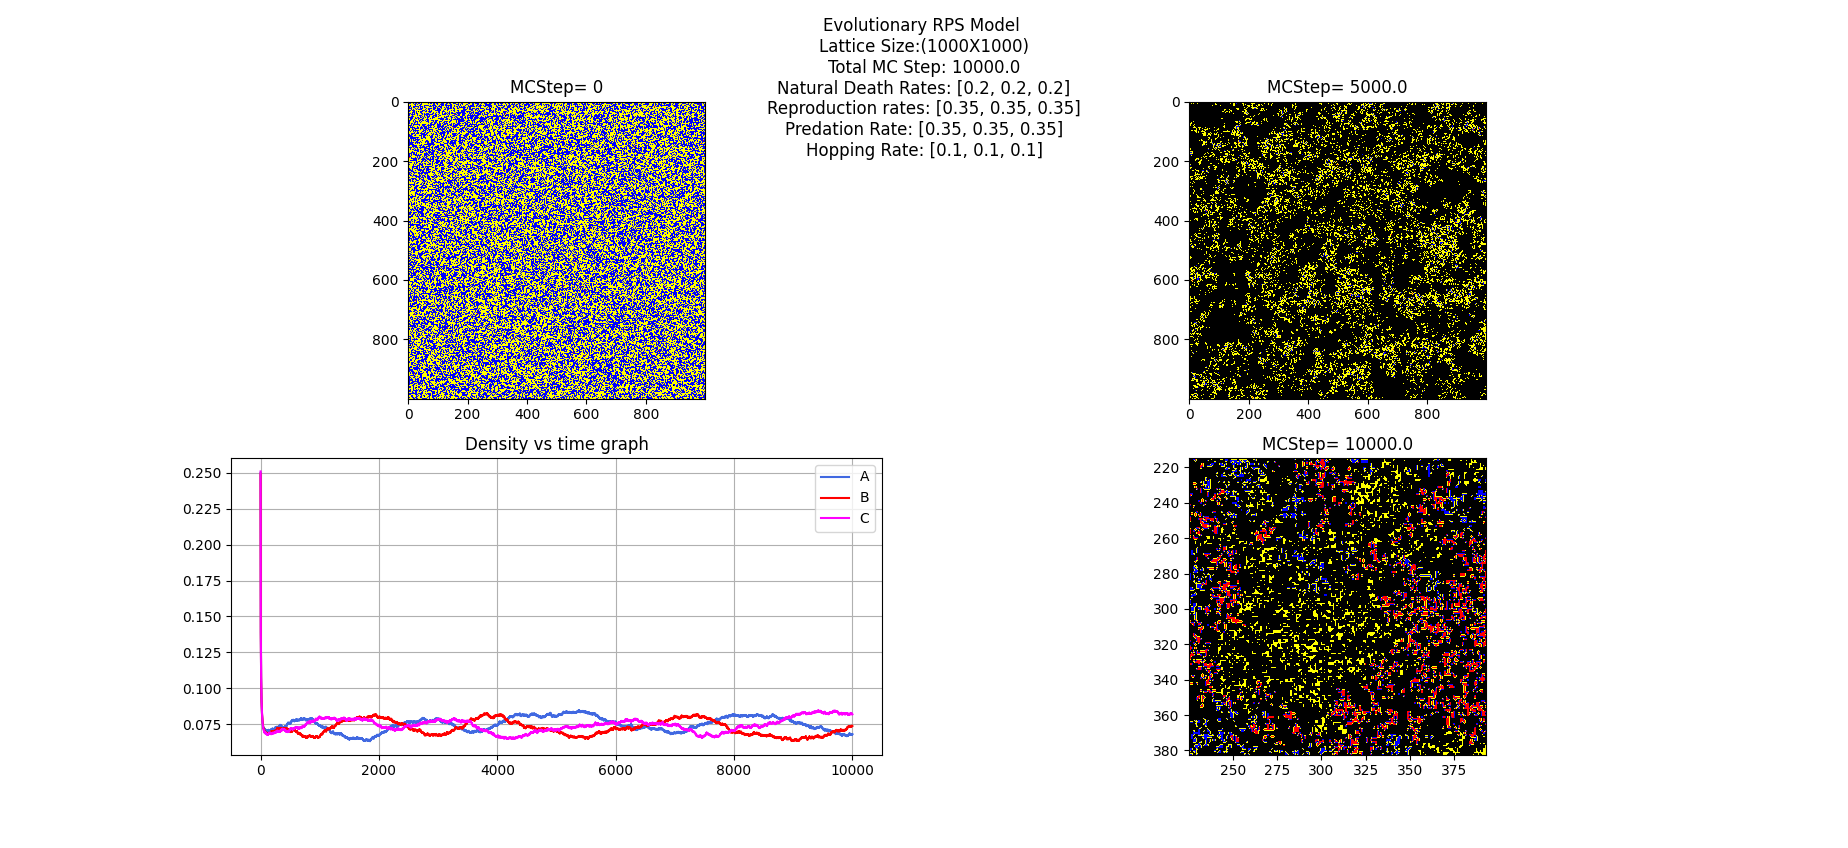 Evolutionary RPS Model
Lattice Size:(1000X1000)
Total MC Step: 10000.0
Natural Death Rates: [0.2, 0.2, 0.2]
Reproduction rates: [0.35, 0.35, 0.35]
Predation Rate: [0.35, 0.35, 0.35]
Hopping Rate: [0.1, 0.1, 0.1]
MCStep= 0
0
200
400
600
800
0 200 400 600 800
MCStep= 5000.0
0
200
400
600
800
0 200 400 600 800
Density vs time graph
0.250
0.225
0.200
0.175
0.150
0.125
0.100
0.075
0 2000 4000 6000 8000 10000
A
B
C
MCStep= 10000.0
220
240
260
280
300
320
340
360
380
250 275 300 325 350 375